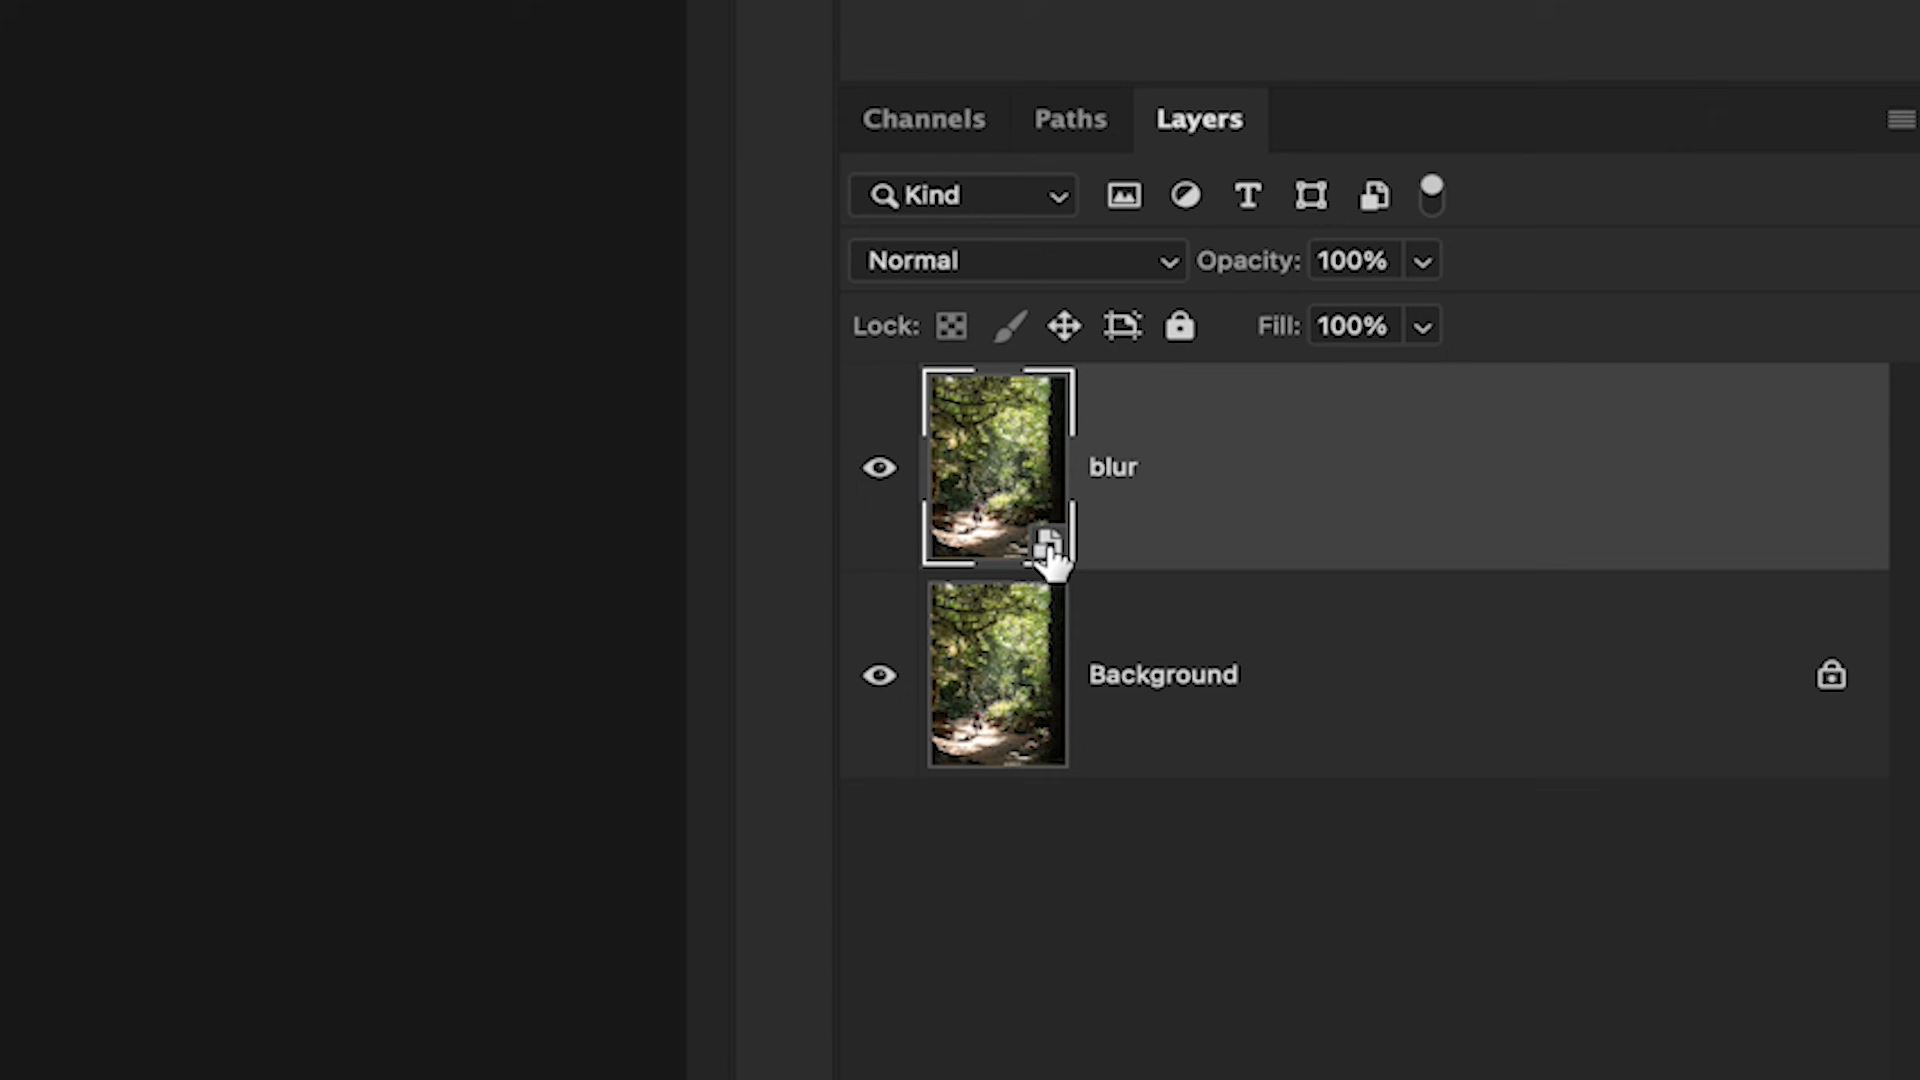 Channels Paths Layers
Kind
Normal Opacity: 100%
Lock: Fill: 100%
blur
Background